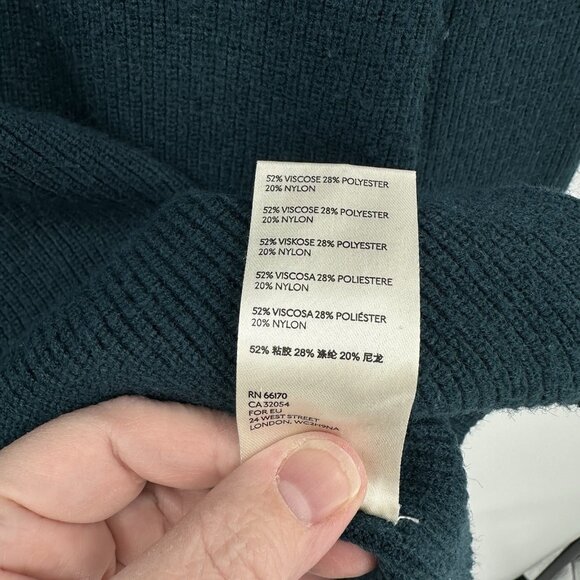 52% VISCOSE 28% POLYESTER
20% NYLON
52% VISCOSE 28% POLYESTER
20% NYLON
52% VISKOSE 28% POLYESTER
20% NYLON
52% VISCOSA 28% POLIESTERE
20% NYLON
52% VISCOSA 28% POLIÉSTER
20% NYLON
52% 粘胶 28% 涤纶 20% 尼龙
RN 66170
CA 32054
FOR EU
24 WEST STREET
LONDON, WC2H9NA